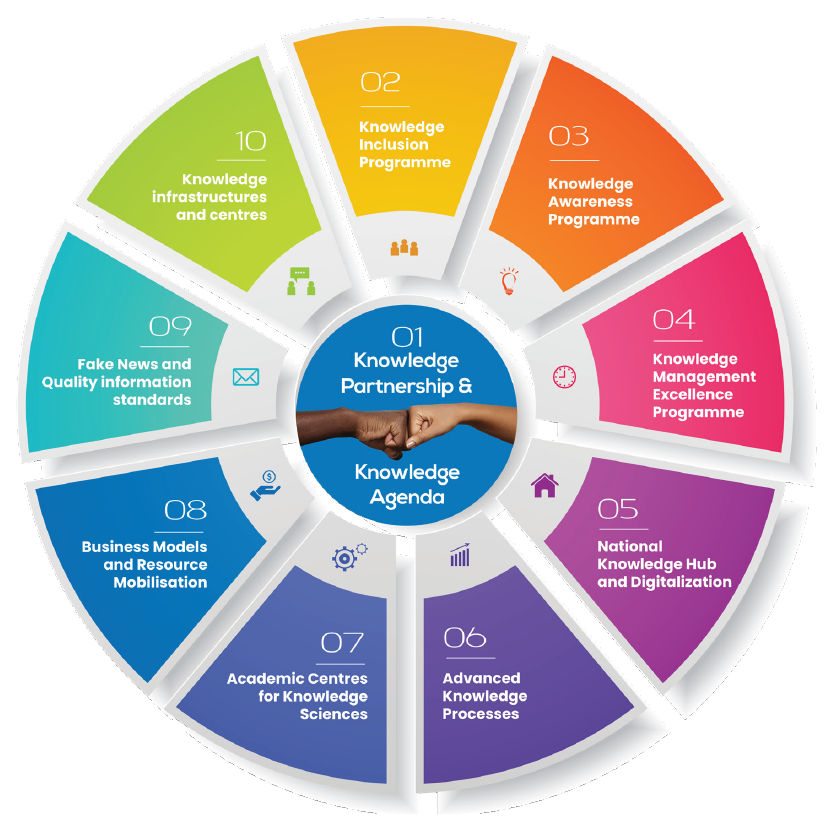 01
Knowledge
Partnership &
Knowledge
Agenda
02
Knowledge
Inclusion
Programme
03
Knowledge
Awareness
Programme
04
Knowledge
Management
Excellence
Programme
05
National
Knowledge Hub
and Digitalization
06
Advanced
Knowledge
Processes
07
Academic Centres
for Knowledge
Sciences
08
Business Models
and Resource
Mobilisation
09
Fake News and
Quality information
standards
10
Knowledge
infrastructures
and centres